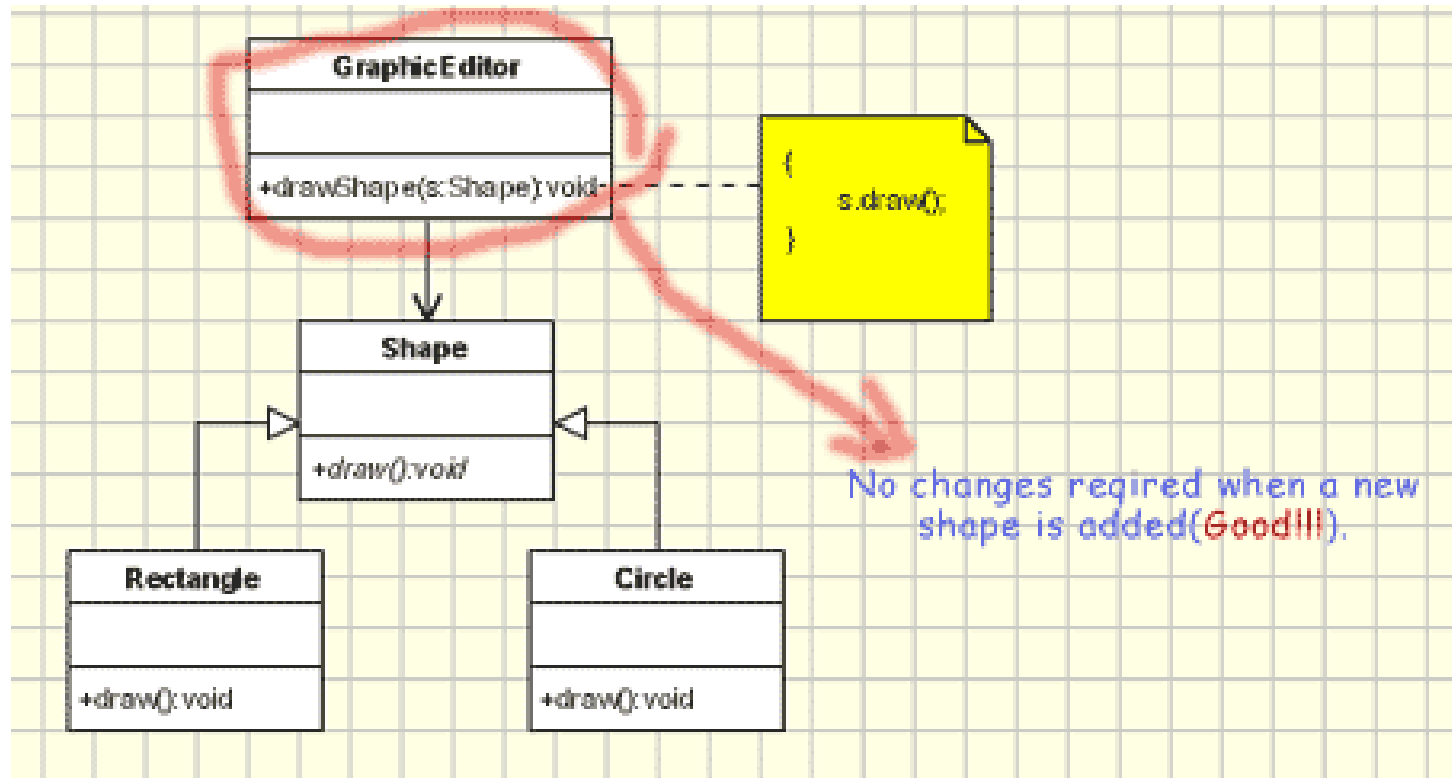 GraphicEditor
+drawShape(s:Shape):void
{
s.draw();
}
Shape
+draw():void
No changes reqired when a new
shape is added(Good!!!).
Rectangle
+draw():void
Circle
+draw():void